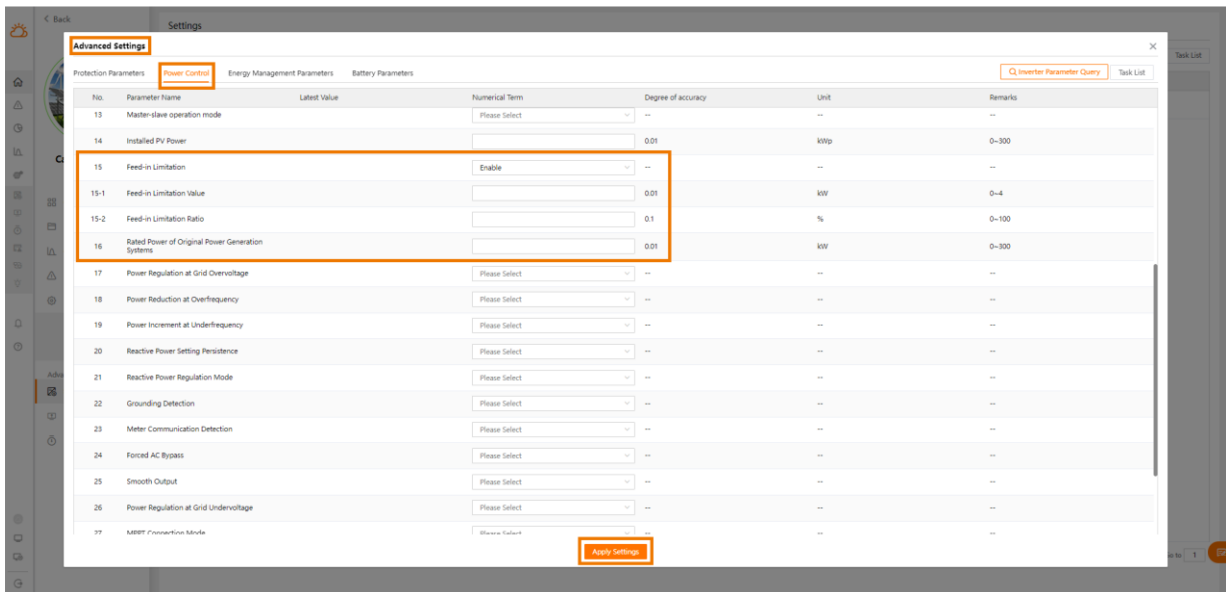 < Back
Settings
Advanced Settings
Task List
Protection Parameters Power Control Energy Management Parameters Battery Parameters Inverter Parameter Query Task List
No. Parameter Name Latest Value Numerical Term Degree of accuracy Unit Remarks
13 Master-slave operation mode Please Select -- -- --
14 Installed PV Power 0.01 kWp 0~300
15 Feed-in Limitation Enable -- -- --
15-1 Feed-in Limitation Value 0.01 kW 0~4
15-2 Feed-in Limitation Ratio 0.1 % 0~100
16 Rated Power of Original Power Generation
Systems 0.01 kW 0~300
17 Power Regulation at Grid Overvoltage Please Select -- -- --
18 Power Reduction at Overfrequency Please Select -- -- --
19 Power Increment at Underfrequency Please Select -- -- --
20 Reactive Power Setting Persistence Please Select -- -- --
21 Reactive Power Regulation Mode Please Select -- -- --
22 Grounding Detection Please Select -- -- --
23 Meter Communication Detection Please Select -- -- --
24 Forced AC Bypass Please Select -- -- --
25 Smooth Output Please Select -- -- --
26 Power Regulation at Grid Undervoltage Please Select -- -- --
27 MPPT Connection Mode Please Select -- -- --
Apply Settings
1